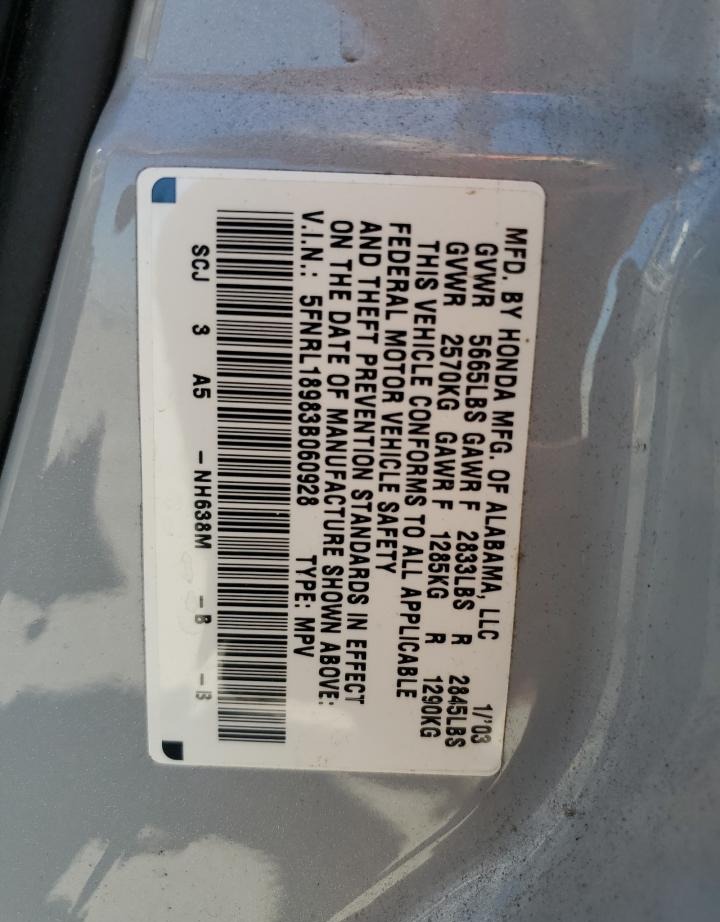 MFD. BY HONDA MFG. OF ALABAMA, LLC 1/'03
GVWR 5665LBS GAWR F 2833LBS R 2845LBS
GVWR 2570KG GAWR F 1285KG R 1290KG
THIS VEHICLE CONFORMS TO ALL APPLICABLE
FEDERAL MOTOR VEHICLE SAFETY
AND THEFT PREVENTION STANDARDS IN EFFECT
ON THE DATE OF MANUFACTURE SHOWN ABOVE:
V.I.N.: 5FNRL18983B060928 TYPE: MPV
SCJ 3 A5 -NH638M -B -B